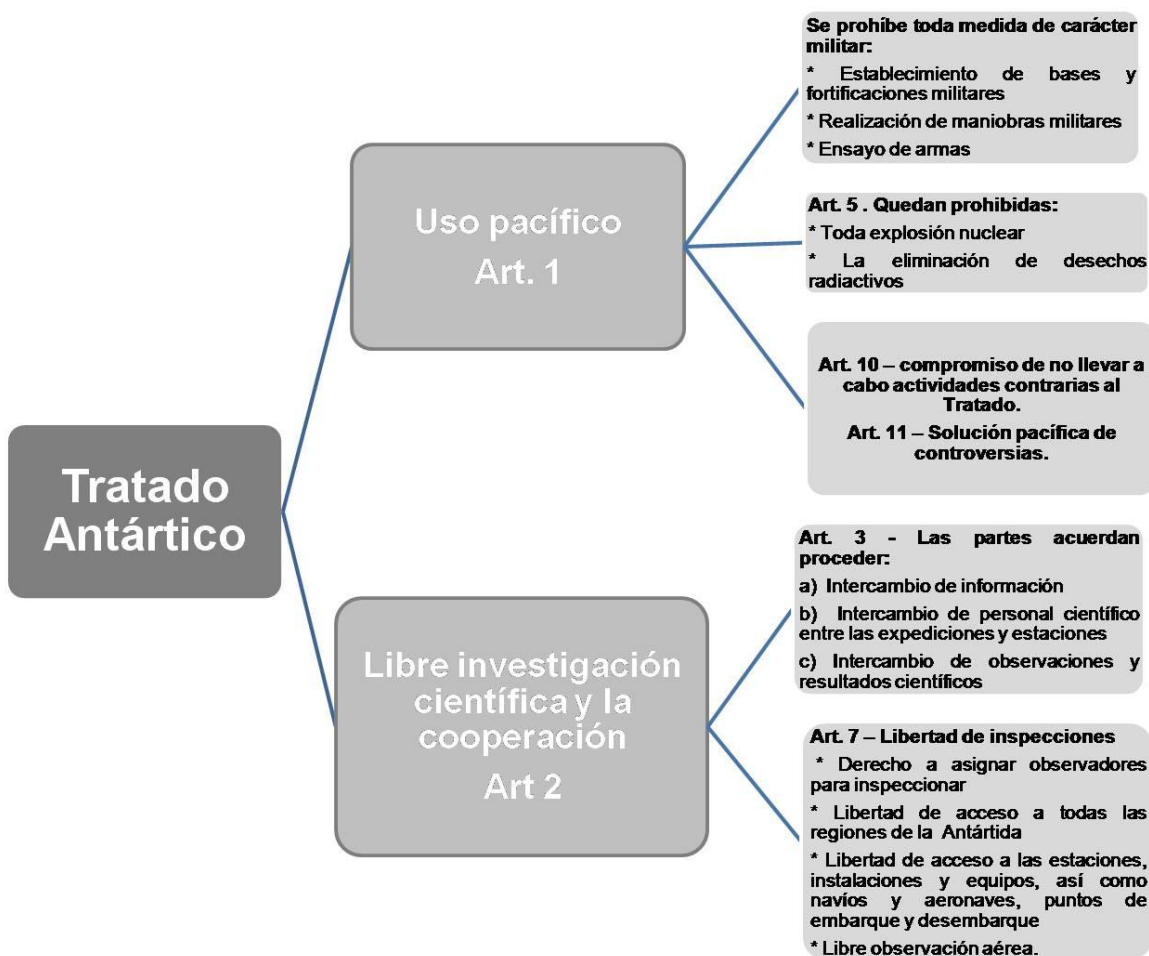 Tratado
Antártico
Uso pacífico
Art. 1
Se prohíbe toda medida de carácter
militar:
* Establecimiento de bases y
fortificaciones militares
* Realización de maniobras militares
* Ensayo de armas
Art. 5 . Quedan prohibidas:
* Toda explosión nuclear
* La eliminación de desechos
radiactivos
Art. 10 – compromiso de no llevar a
cabo actividades contrarias al
Tratado.
Art. 11 – Solución pacífica de
controversias.
Libre investigación
científica y la
cooperación
Art 2
Art. 3 - Las partes acuerdan
proceder:
a) Intercambio de información
b) Intercambio de personal científico
entre las expediciones y estaciones
c) Intercambio de observaciones y
resultados científicos
Art. 7 – Libertad de inspecciones
* Derecho a asignar observadores
para inspeccionar
* Libertad de acceso a todas las
regiones de la Antártida
* Libertad de acceso a las estaciones,
instalaciones y equipos, así como
navíos y aeronaves, puntos de
embarque y desembarque
* Libre observación aérea.